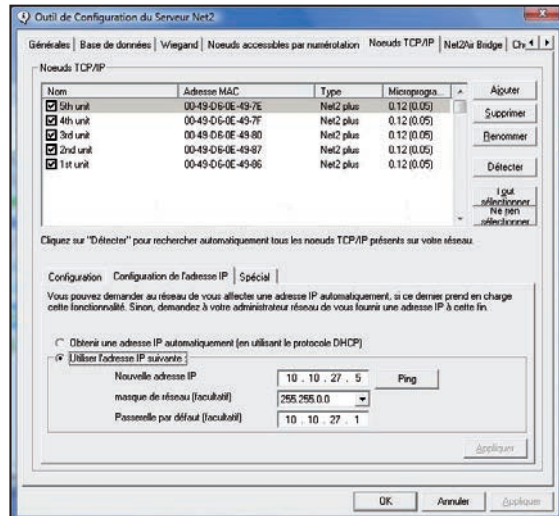 Outil de Configuration du Serveur Net2
Générales Base de données Wiegand Noeuds accessibles par numérotation Noeuds TCP/IP Net2Air Bridge
Noeuds TCP/IP
Nom Adresse MAC Type Microprogra...
5th unit 00-49-D6-0E-49-7E Net2 plus 0.12 (0.05)
4th unit 00-49-D6-0E-49-7F Net2 plus 0.12 (0.05)
3rd unit 00-49-D6-0E-49-80 Net2 plus 0.12 (0.05)
2nd unit 00-49-D6-0E-49-87 Net2 plus 0.12 (0.05)
1st unit 00-49-D6-0E-49-86 Net2 plus 0.12 (0.05)
Ajouter
Supprimer
Renommer
Détecter
Tout sélectionner
Ne rien sélectionner
Cliquez sur "Détecter" pour rechercher automatiquement tous les noeuds TCP/IP présents sur votre réseau.
Configuration Configuration de l'adresse IP Spécial
Vous pouvez demander au réseau de vous affecter une adresse IP automatiquement, si ce dernier prend en charge
cette fonctionnalité. Sinon, demandez à votre administrateur réseau de vous fournir une adresse IP à cette fin.
Obtenir une adresse IP automatiquement (en utilisant le protocole DHCP)
Utiliser l'adresse IP suivante :
Nouvelle adresse IP 10 . 10 . 27 . 5 Ping
masque de réseau (facultatif) 255.255.0.0
Passerelle par défaut (facultatif) 10 . 10 . 27 . 1
Appliquer
OK Annuler Appliquer